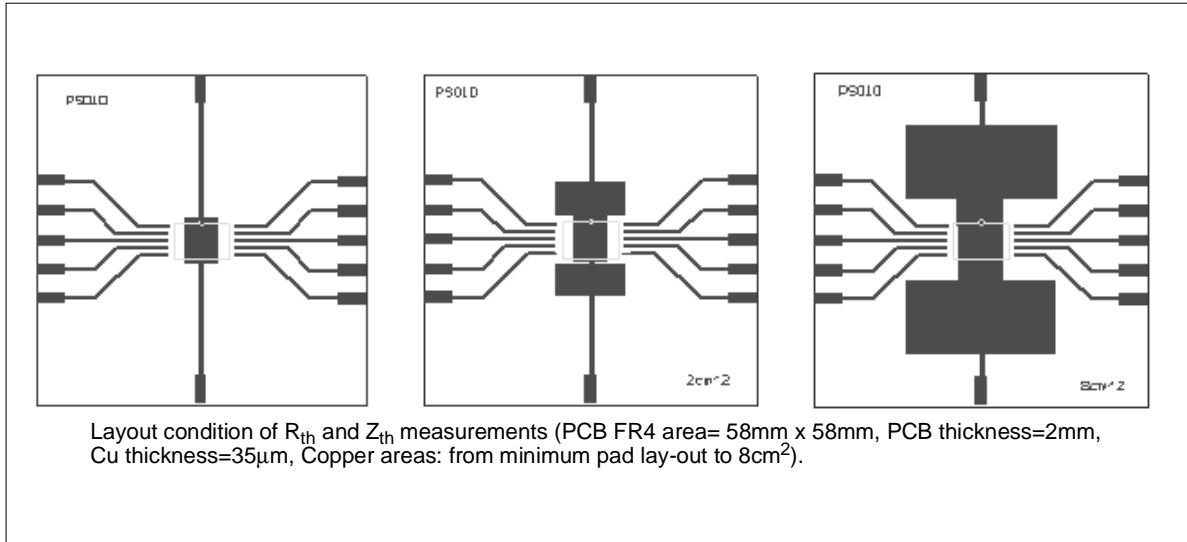 PSO10
PSO10
PSO10
2cm^2
8cm^2
Layout condition of Rth and Zth measurements (PCB FR4 area= 58mm x 58mm, PCB thickness=2mm,
Cu thickness=35µm, Copper areas: from minimum pad lay-out to 8cm²).